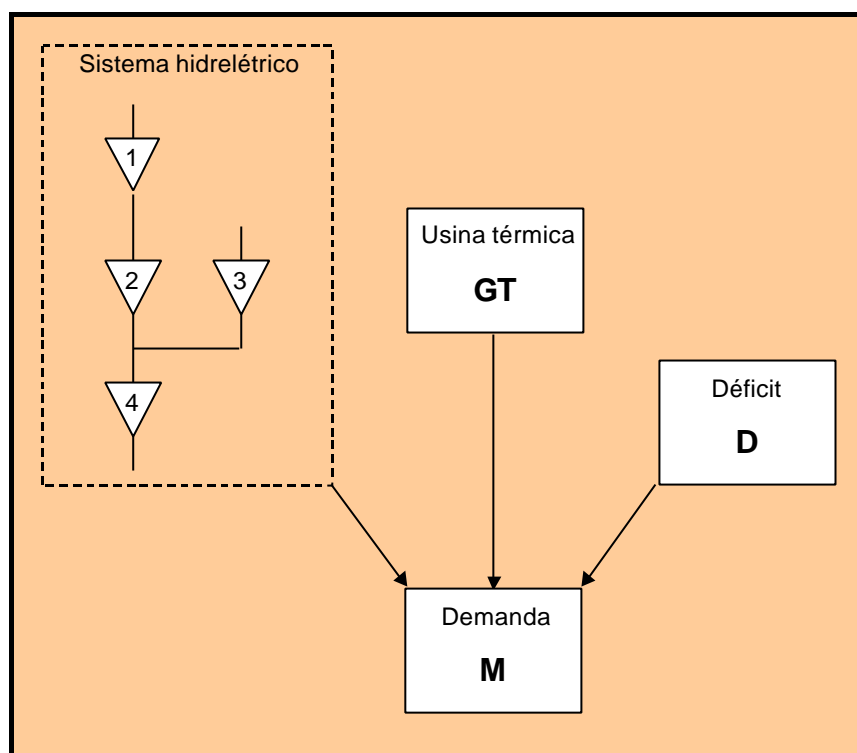 Sistema hidrelétrico
1
2
3
4
Usina térmica
GT
Déficit
D
Demanda
M